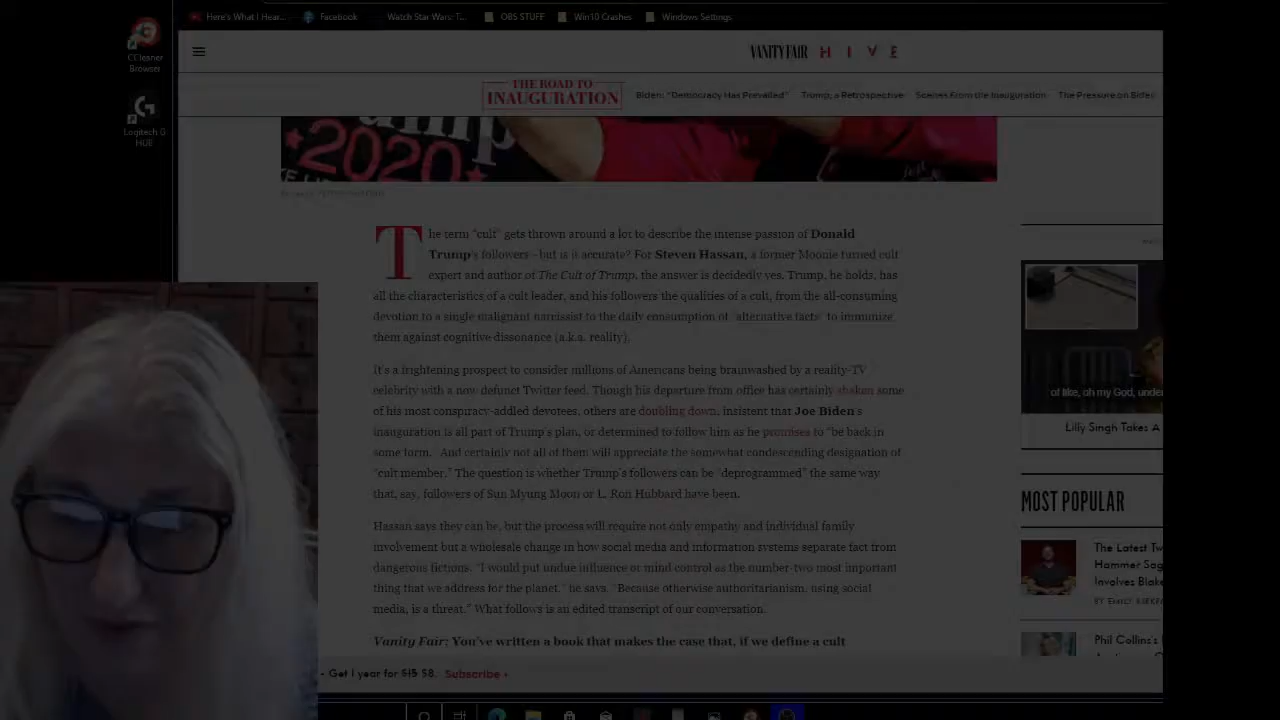 Here's What I Hear...
Facebook
Watch Star Wars: T...
OBS STUFF
Win10 Crashes
Windows Settings
CCleaner
Browser
VANITY FAIR HIVE
THE ROAD TO
INAUGURATION
Biden: "Democracy Has Prevailed"
Trump, a Retrospective
Scenes From the Inauguration
The Pressure on Biden
Logitech G
HUB
2020
The term "cult" gets thrown around a lot to describe the intense passion of Donald
Trump's followers—but is it accurate? For Steven Hassan, a former Moonie turned cult
expert and author of The Cult of Trump, the answer is decidedly yes. Trump, he holds, has
all the characteristics of a cult leader, and his followers the qualities of a cult, from the all-consuming
devotion to a single malignant narcissist to the daily consumption of "alternative facts" to immunize
them against cognitive dissonance (a.k.a. reality).
It's a frightening prospect to consider millions of Americans being brainwashed by a reality-TV
celebrity with a now defunct Twitter feed. Though his departure from office has certainly shaken some
of his most conspiracy-addled devotees, others are doubling down, insistent that Joe Biden's
inauguration is all part of Trump's plan, or determined to follow him as he promises to "be back in
some form." And certainly not all of them will appreciate the somewhat condescending designation of
"cult member." The question is whether Trump's followers can be "deprogrammed" the same way
that, say, followers of Sun Myung Moon or L. Ron Hubbard have been.
Hassan says they can be, but the process will require not only empathy and individual family
involvement but a wholesale change in how social media and information systems separate fact from
dangerous fictions. "I would put undue influence or mind control as the number-two most important
thing that we address for the planet," he says. "Because otherwise authoritarianism, using social
media, is a threat." What follows is an edited transcript of our conversation.
Vanity Fair: You've written a book that makes the case that, if we define a cult
of like, oh my God, unde
Lilly Singh Takes A
MOST POPULAR
The Latest Tw
Hammer Sag
Involves Blake
Phil Collins's
Get 1 year for $15 $8. Subscribe